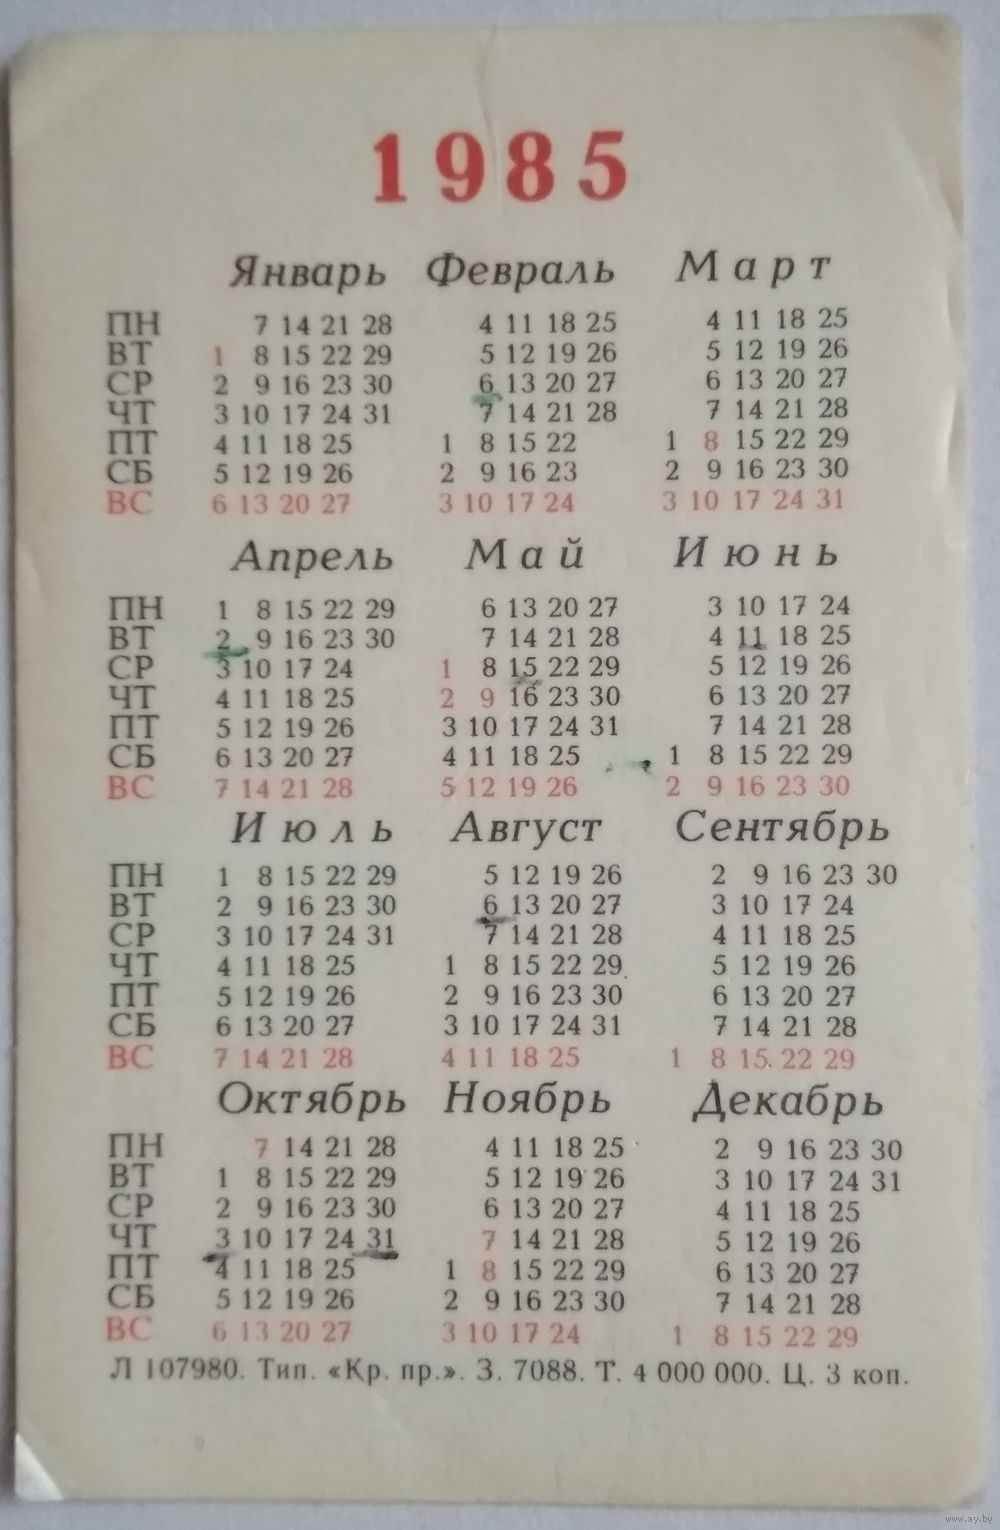 1985
Январь Февраль Март
ПН 7 14 21 28 4 11 18 25 4 11 18 25
ВТ 1 8 15 22 29 5 12 19 26 5 12 19 26
СР 2 9 16 23 30 6 13 20 27 6 13 20 27
ЧТ 3 10 17 24 31 7 14 21 28 7 14 21 28
ПТ 4 11 18 25 1 8 15 22 1 8 15 22 29
СБ 5 12 19 26 2 9 16 23 2 9 16 23 30
ВС 6 13 20 27 3 10 17 24 3 10 17 24 31
Апрель Май Июнь
ПН 1 8 15 22 29 6 13 20 27 3 10 17 24
ВТ 2 9 16 23 30 7 14 21 28 4 11 18 25
СР 3 10 17 24 1 8 15 22 29 5 12 19 26
ЧТ 4 11 18 25 2 9 16 23 30 6 13 20 27
ПТ 5 12 19 26 3 10 17 24 31 7 14 21 28
СБ 6 13 20 27 4 11 18 25 1 8 15 22 29
ВС 7 14 21 28 5 12 19 26 2 9 16 23 30
Июль Август Сентябрь
ПН 1 8 15 22 29 5 12 19 26 2 9 16 23 30
ВТ 2 9 16 23 30 6 13 20 27 3 10 17 24
СР 3 10 17 24 31 7 14 21 28 4 11 18 25
ЧТ 4 11 18 25 1 8 15 22 29 5 12 19 26
ПТ 5 12 19 26 2 9 16 23 30 6 13 20 27
СБ 6 13 20 27 3 10 17 24 31 7 14 21 28
ВС 7 14 21 28 4 11 18 25 1 8 15 22 29
Октябрь Ноябрь Декабрь
ПН 7 14 21 28 4 11 18 25 2 9 16 23 30
ВТ 1 8 15 22 29 5 12 19 26 3 10 17 24 31
СР 2 9 16 23 30 6 13 20 27 4 11 18 25
ЧТ 3 10 17 24 31 7 14 21 28 5 12 19 26
ПТ 4 11 18 25 1 8 15 22 29 6 13 20 27
СБ 5 12 19 26 2 9 16 23 30 7 14 21 28
ВС 6 13 20 27 3 10 17 24 1 8 15 22 29
Л 107980. Тип. «Кр. пр.». З. 7088. Т. 4 000 000. Ц. 3 коп.
www.ay.by